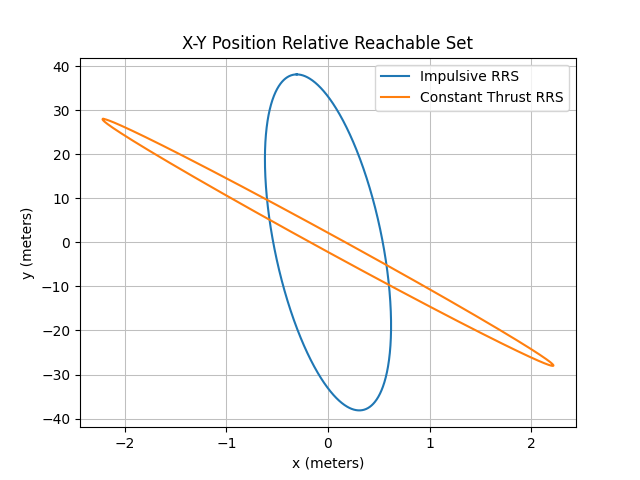 X-Y Position Relative Reachable Set
Impulsive RRS
Constant Thrust RRS
y (meters)
40
30
20
10
0
−10
−20
−30
−40
−2
−1
0
1
2
x (meters)